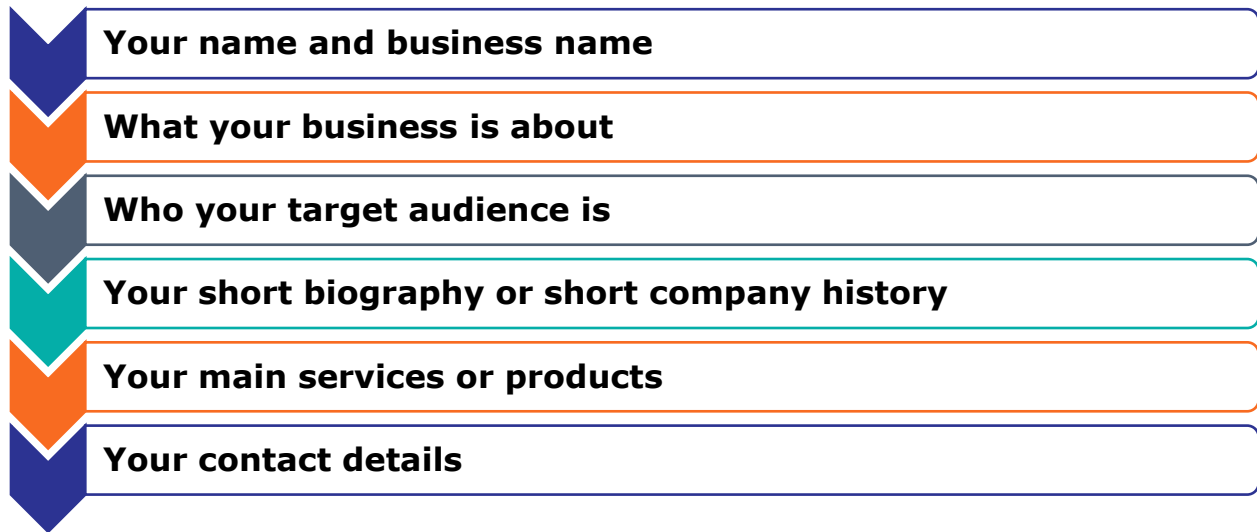 Your name and business name
What your business is about
Who your target audience is
Your short biography or short company history
Your main services or products
Your contact details